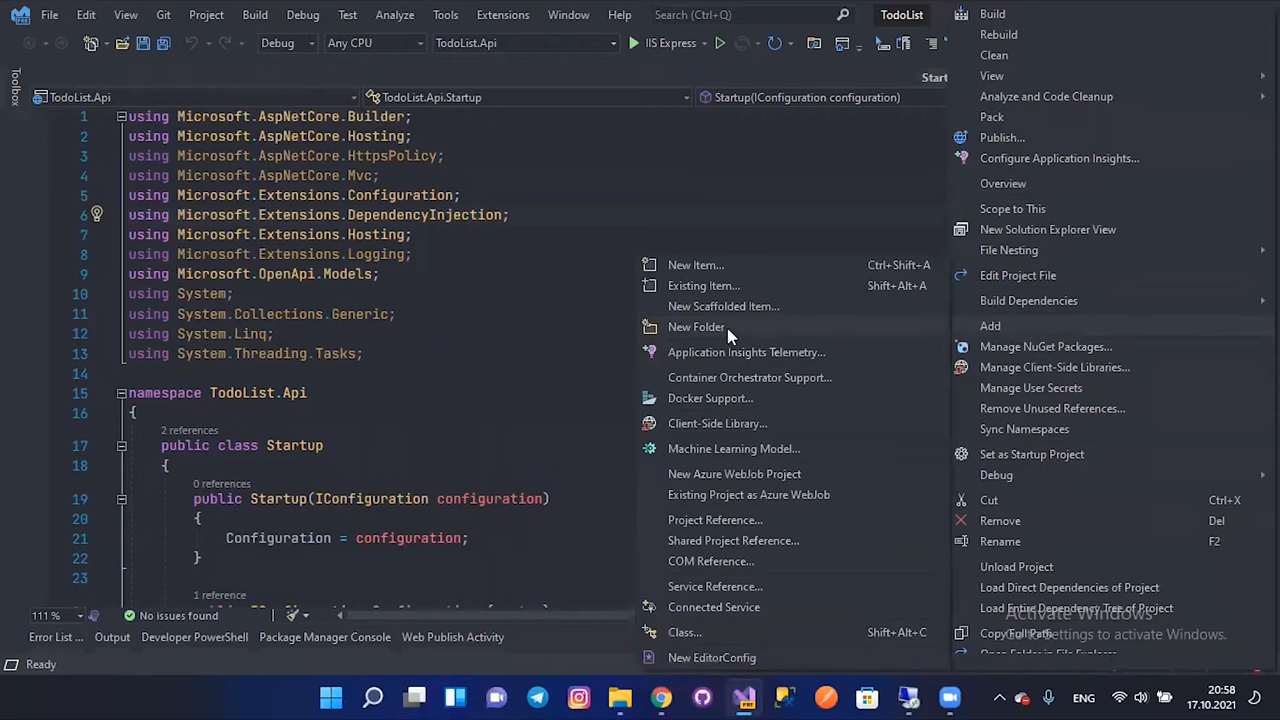 File Edit View Git Project Build Debug Test Analyze Tools Extensions Window Help Search (Ctrl+Q) TodoList
Debug Any CPU TodoList.Api IIS Express
Toolbox
Start
TodoList.Api TodoList.Api.Startup Startup(IConfiguration configuration)
1 using Microsoft.AspNetCore.Builder;
2 using Microsoft.AspNetCore.Hosting;
3 using Microsoft.AspNetCore.HttpsPolicy;
4 using Microsoft.AspNetCore.Mvc;
5 using Microsoft.Extensions.Configuration;
6 using Microsoft.Extensions.DependencyInjection;
7 using Microsoft.Extensions.Hosting;
8 using Microsoft.Extensions.Logging;
9 using Microsoft.OpenApi.Models;
10 using System;
11 using System.Collections.Generic;
12 using System.Linq;
13 using System.Threading.Tasks;
14
15 namespace TodoList.Api
16 {
2 references
17 public class Startup
18 {
0 references
19 public Startup(IConfiguration configuration)
20 {
21 Configuration = configuration;
22 }
23
1 reference
New Item... Ctrl+Shift+A
Existing Item... Shift+Alt+A
New Scaffolded Item...
New Folder
Application Insights Telemetry...
Container Orchestrator Support...
Docker Support...
Client-Side Library...
Machine Learning Model...
New Azure WebJob Project
Existing Project as Azure WebJob
Project Reference...
Shared Project Reference...
COM Reference...
Service Reference...
Connected Service
Class... Shift+Alt+C
New EditorConfig
Build
Rebuild
Clean
View
Analyze and Code Cleanup
Pack
Publish...
Configure Application Insights...
Overview
Scope to This
New Solution Explorer View
File Nesting
Edit Project File
Build Dependencies
Add
Manage NuGet Packages...
Manage Client-Side Libraries...
Manage User Secrets
Remove Unused References...
Sync Namespaces
Set as Startup Project
Debug
Cut Ctrl+X
Remove Del
Rename F2
Unload Project
Load Direct Dependencies of Project
Load Entire Dependency Tree of Project
Copy Full Path
Open Folder in File Explorer
Activate Windows
Go to Settings to activate Windows.
111 % No issues found
Error List ... Output Developer PowerShell Package Manager Console Web Publish Activity
Ready
PRE
ENG
20:58
17.10.2021